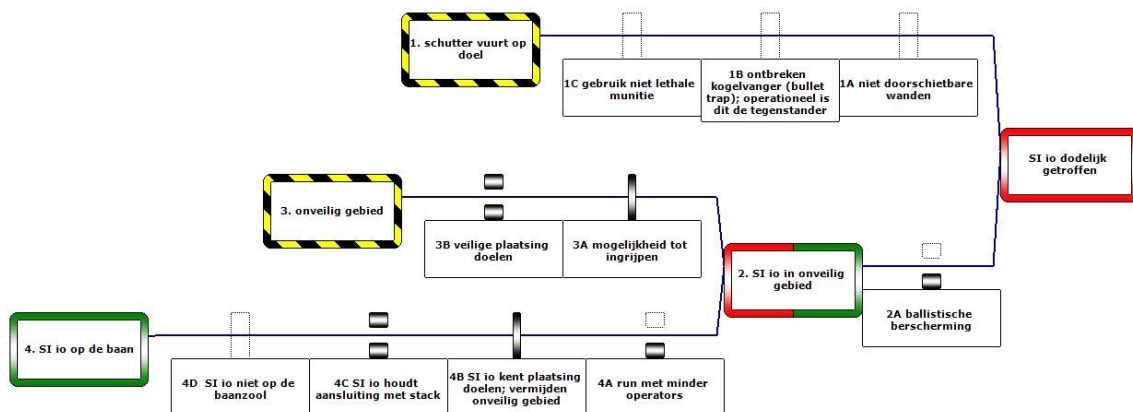 1. schutter vuurt op
doel
1C gebruik niet lethale
munitie
1B ontbreken
kogelvanger (bullet
trap); operationeel is
dit de tegenstander
1A niet doorschietbare
wanden
SI io dodelijk
getroffen
3. onveilig gebied
3B veilige plaatsing
doelen
3A mogelijkheid tot
ingrijpen
2. SI io in onveilig
gebied
2A ballistische
berscherming
4. SI io op de baan
4D SI io niet op de
baanzool
4C SI io houdt
aansluiting met stack
4B SI io kent plaatsing
doelen; vermijden
onveilig gebied
4A run met minder
operators